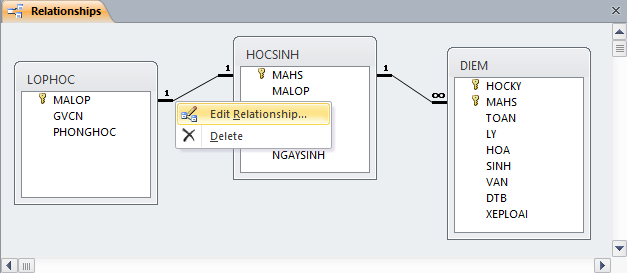 Relationships
LOPHOC
MALOP
GVCN
PHONGHOC
1
1
HOCSINH
MAHS
MALOP
NGAYSINH
Edit Relationship...
Delete
1
∞
DIEM
HOCKY
MAHS
TOAN
LY
HOA
SINH
VAN
DTB
XEPLOAI